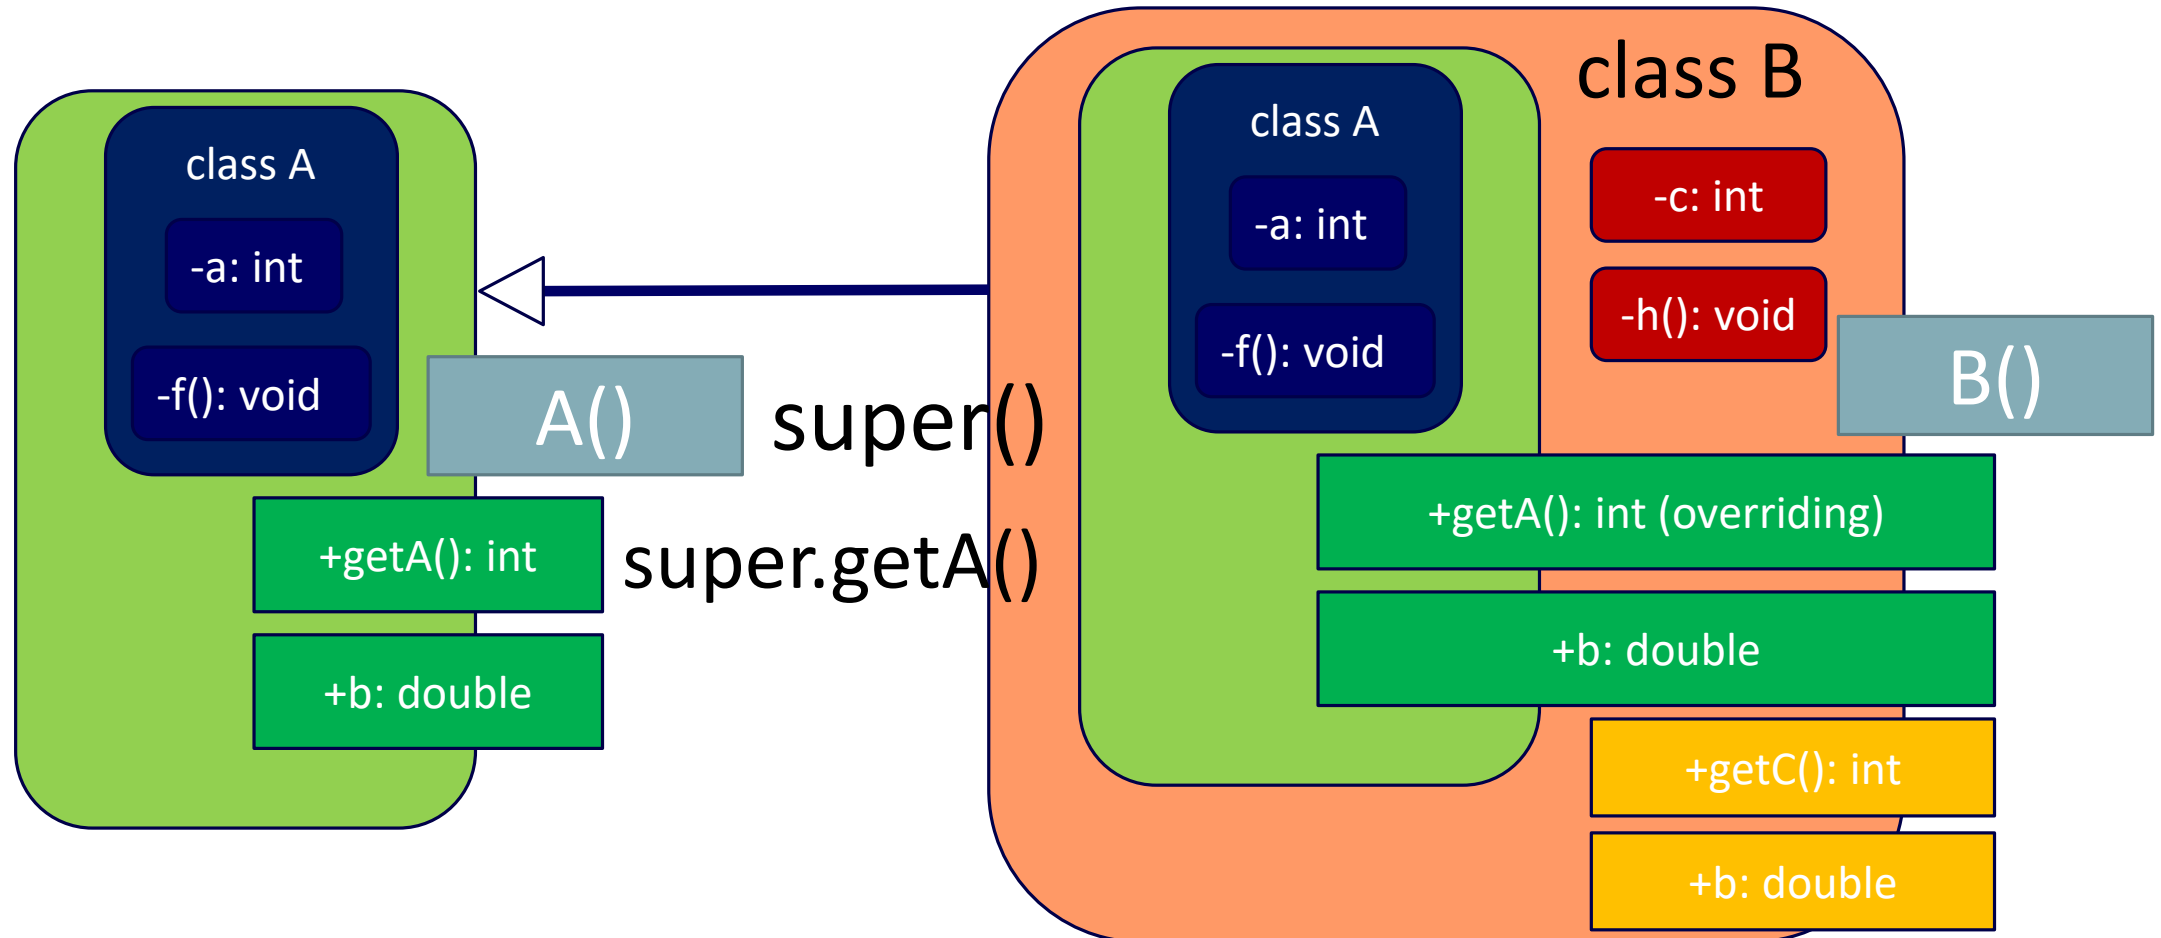 class A
-a: int
-f(): void
A()
+getA(): int
+b: double
super()
super.getA()
class B
class A
-a: int
-f(): void
-c: int
-h(): void
B()
+getA(): int (overriding)
+b: double
+getC(): int
+b: double